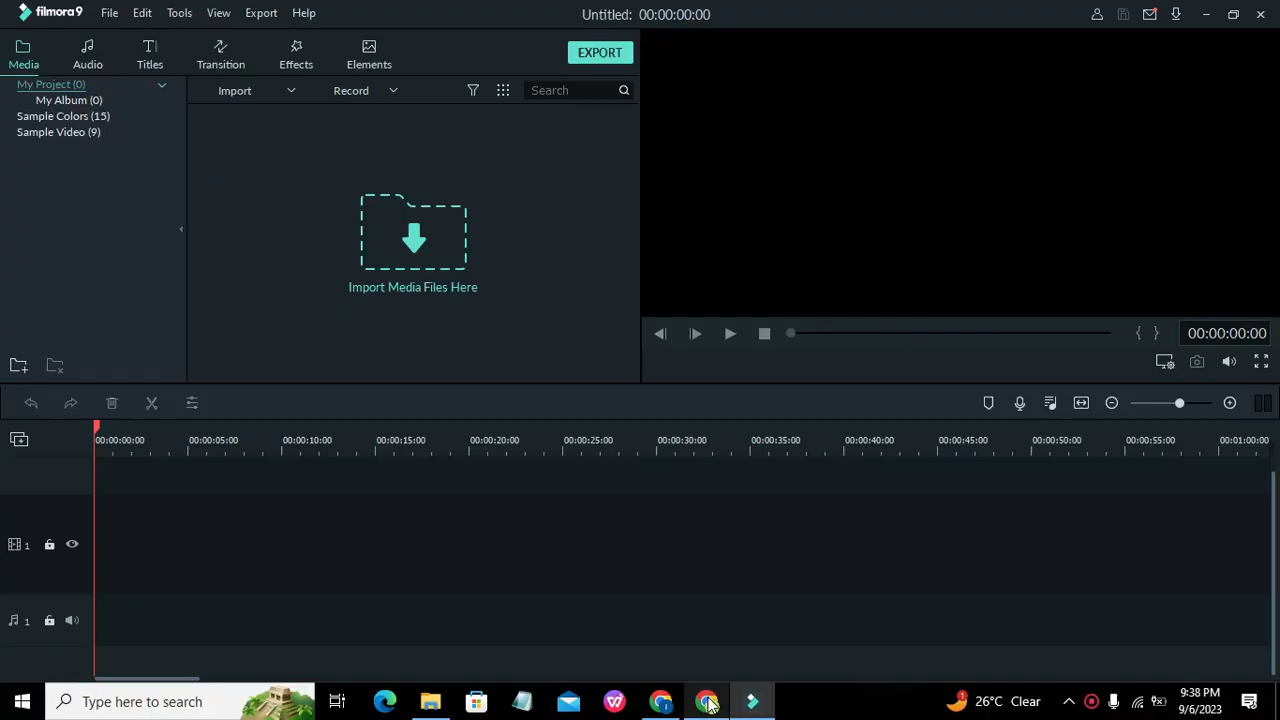 filmora9 File Edit Tools View Export Help Untitled: 00:00:00:00
Media Audio Titles Transition Effects Elements EXPORT
My Project (0) Import Record Search
My Album (0)
Sample Colors (15)
Sample Video (9)
Import Media Files Here
00:00:00:00
00:00:00:00 00:00:05:00 00:00:10:00 00:00:15:00 00:00:20:00 00:00:25:00 00:00:30:00 00:00:35:00 00:00:40:00 00:00:45:00 00:00:50:00 00:00:55:00 00:01:00:00
1
1
Type here to search 1 26°C Clear 9:38 PM
9/6/2023